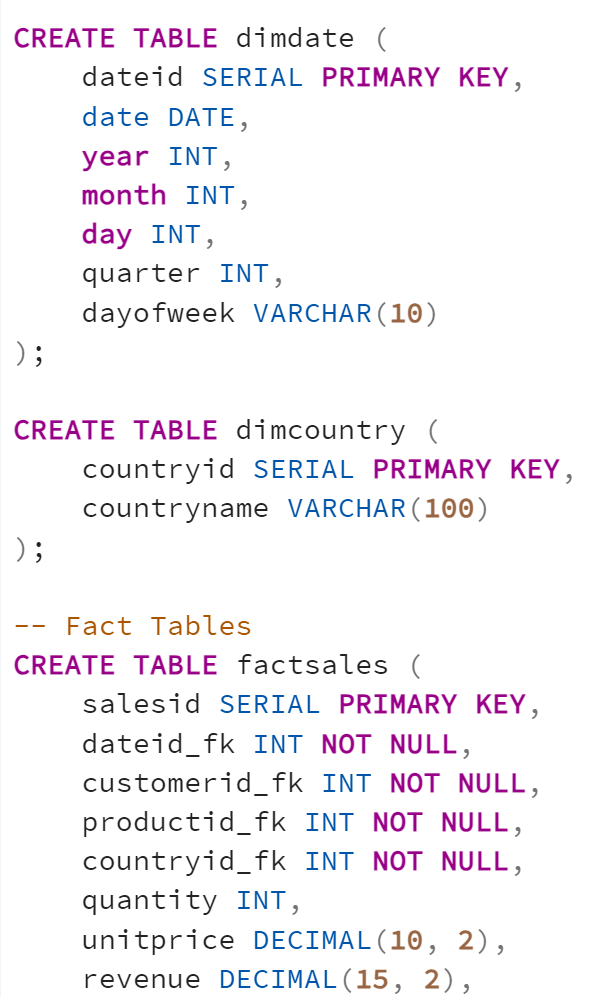 CREATE TABLE dimdate (
    dateid SERIAL PRIMARY KEY,
    date DATE,
    year INT,
    month INT,
    day INT,
    quarter INT,
    dayofweek VARCHAR(10)
);

CREATE TABLE dimcountry (
    countryid SERIAL PRIMARY KEY,
    countryname VARCHAR(100)
);

-- Fact Tables
CREATE TABLE factsales (
    salesid SERIAL PRIMARY KEY,
    dateid_fk INT NOT NULL,
    customerid_fk INT NOT NULL,
    productid_fk INT NOT NULL,
    countryid_fk INT NOT NULL,
    quantity INT,
    unitprice DECIMAL(10, 2),
    revenue DECIMAL(15, 2),